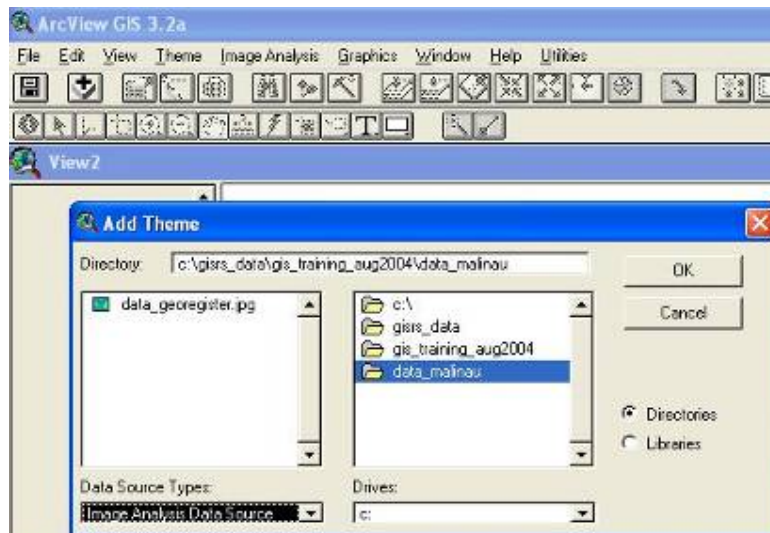 ArcView GIS 3.2a
File Edit View Theme Image Analysis Graphics Window Help Utilities
T
View2
Add Theme
Directory: c:\gisrs_data\gis_training_aug2004\data_malinau
OK
Cancel
data_georegister.jpg
c:\
gisrs_data
gis_training_aug2004
data_malinau
Directories
Libraries
Data Source Types:
Drives:
Image Analysis Data Source
c: